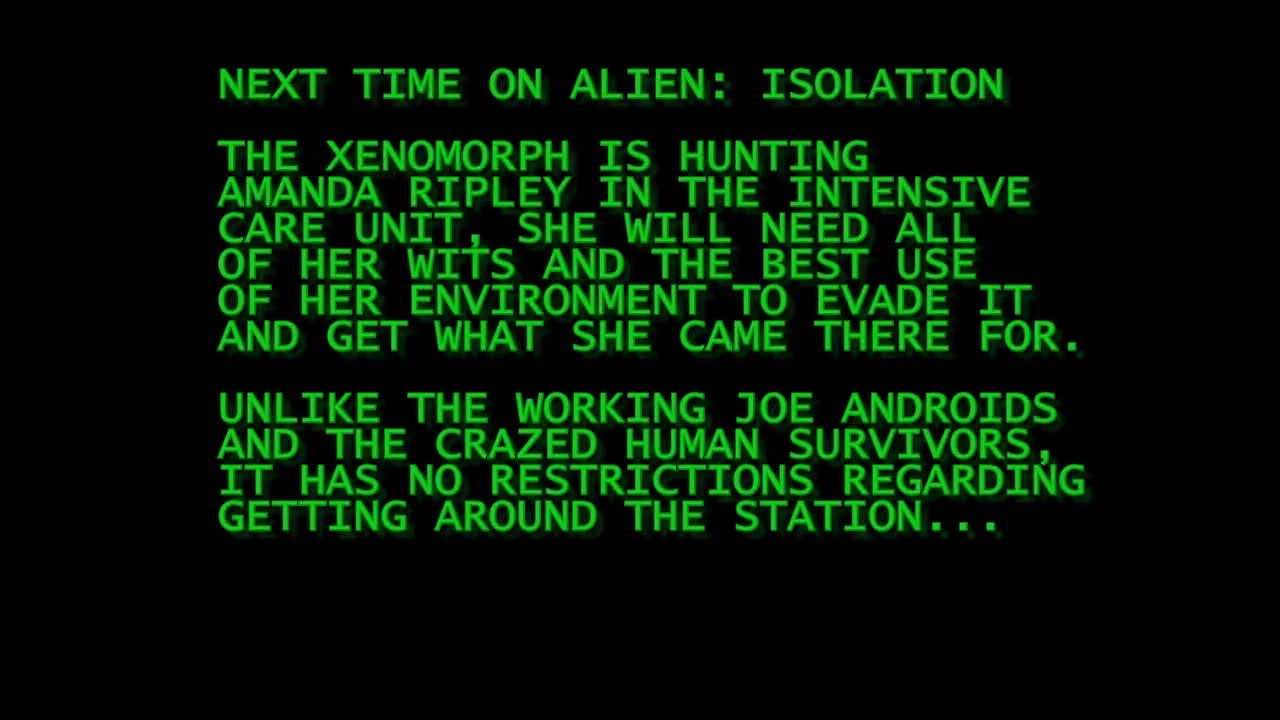 NEXT TIME ON ALIEN: ISOLATION
THE XENOMORPH IS HUNTING
AMANDA RIPLEY IN THE INTENSIVE
CARE UNIT, SHE WILL NEED ALL
OF HER WITS AND THE BEST USE
OF HER ENVIRONMENT TO EVADE IT
AND GET WHAT SHE CAME THERE FOR.
UNLIKE THE WORKING JOE ANDROIDS
AND THE CRAZED HUMAN SURVIVORS,
IT HAS NO RESTRICTIONS REGARDING
GETTING AROUND THE STATION...